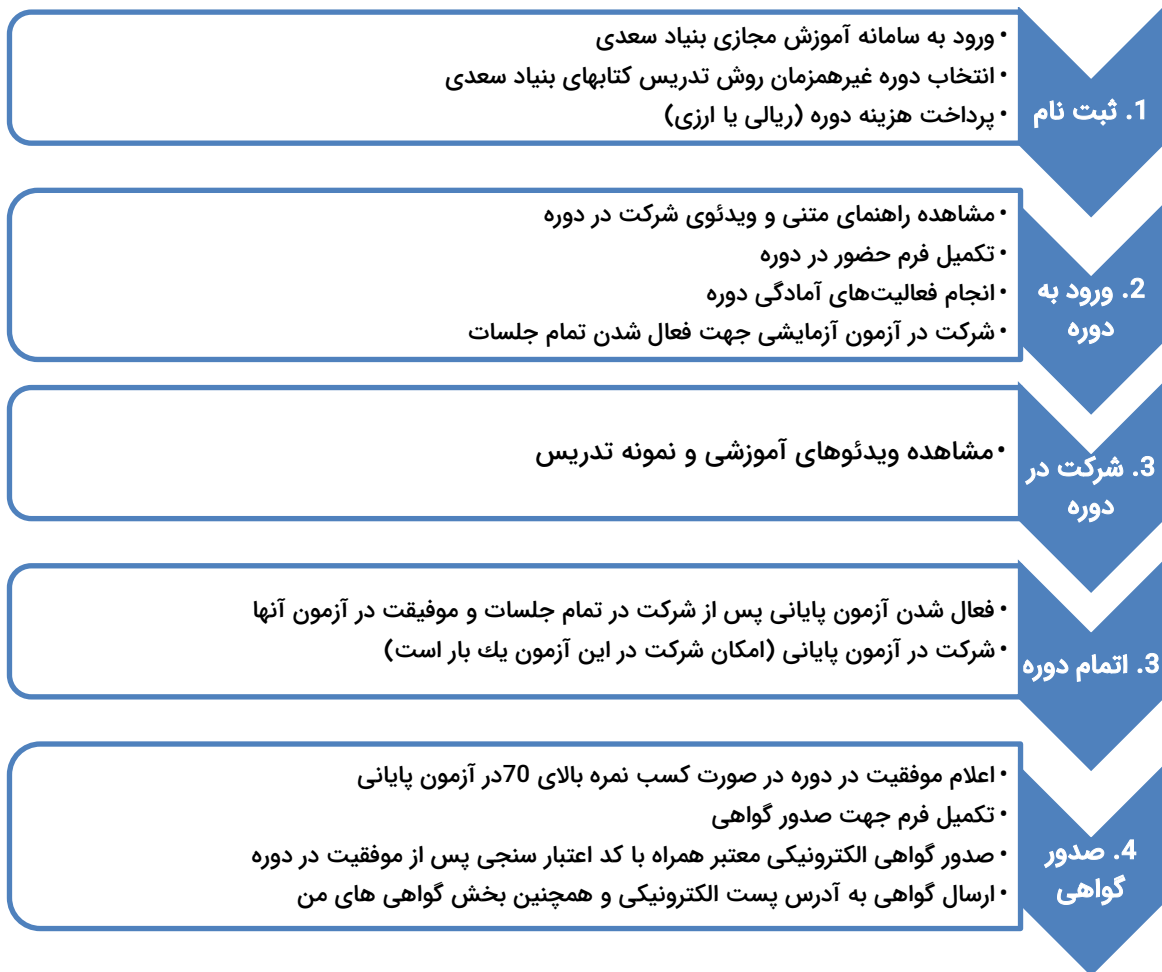 1. ثبت نام
• ورود به سامانه آموزش مجازی بنیاد سعدی
• انتخاب دوره غیرهمزمان روش تدریس کتابهای بنیاد سعدی
• پرداخت هزینه دوره (ریالی یا ارزی)
2. ورود به
دوره
• مشاهده راهنمای متنی و ویدئوی شرکت در دوره
• تکمیل فرم حضور در دوره
• انجام فعالیت‌های آمادگی دوره
• شرکت در آزمون آزمایشی جهت فعال شدن تمام جلسات
3. شرکت در
دوره
• مشاهده ویدئوهای آموزشی و نمونه تدریس
3. اتمام دوره
• فعال شدن آزمون پایانی پس از شرکت در تمام جلسات و موفیقت در آزمون آنها
• شرکت در آزمون پایانی (امکان شرکت در این آزمون يك بار است)
4. صدور
گواهی
• اعلام موفقیت در دوره در صورت کسب نمره بالای 70در آزمون پایانی
• تکمیل فرم جهت صدور گواهی
• صدور گواهی الکترونیکی معتبر همراه با کد اعتبار سنجی پس از موفقیت در دوره
• ارسال گواهی به آدرس پست الکترونیکی و همچنین بخش گواهی های من